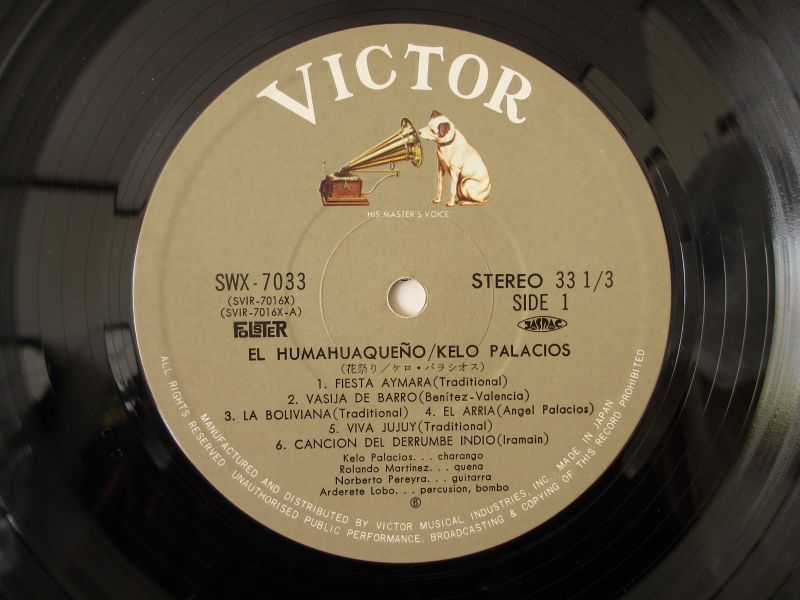 VICTOR
HIS MASTER'S VOICE
SWX-7033
(SVIR-7016X)
(SVIR-7016X-A)
FOLSTER
STEREO 33 1/3
SIDE 1
JASRAC
EL HUMAHUAQUEÑO/KELO PALACIOS
(花祭り/ケロ・パラシオス)
1. FIESTA AYMARA(Traditional)
2. VASIJA DE BARRO(Benítez-Valencia)
3. LA BOLIVIANA(Traditional) 4. EL ARRIA(Angel Palacios)
5. VIVA JUJUY(Traditional)
6. CANCION DEL DERRUMBE INDIO(Iramain)
Kelo Palacios. . . charango
Rolando Martínez. . . quena
Norberto Pereyra. . . guitarra
Arderete Lobo. . . percusion, bombo
⑥
MANUFACTURED AND DISTRIBUTED BY VICTOR MUSICAL INDUSTRIES, INC. MADE IN JAPAN
ALL RIGHTS RESERVED. UNAUTHORISED PUBLIC PERFORMANCE, BROADCASTING & COPYING OF THIS RECORD PROHIBITED